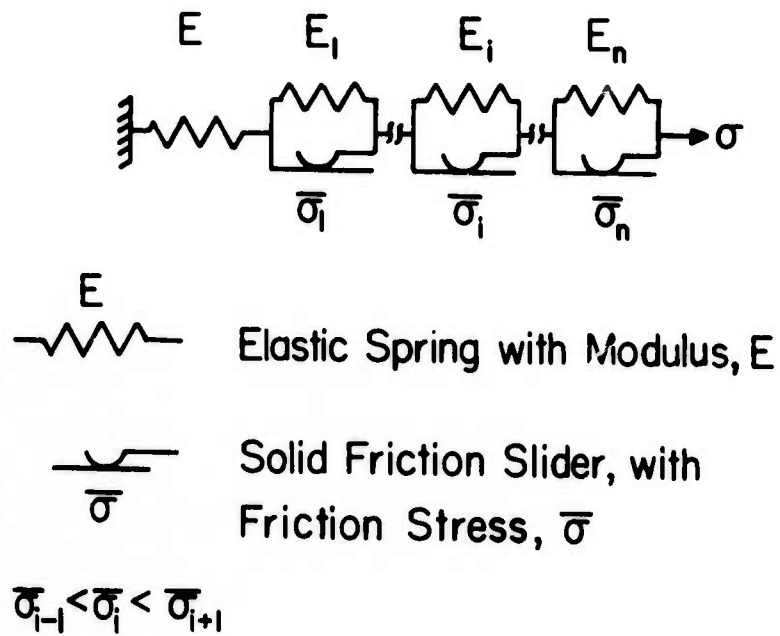 E E₁ Eᵢ Eₙ
σ
σ̅₁ σ̅ᵢ σ̅ₙ
E
Elastic Spring with Modulus, E
σ̅
Solid Friction Slider, with
Friction Stress, σ̅
σ̅ᵢ₋₁ < σ̅ᵢ < σ̅ᵢ₊₁